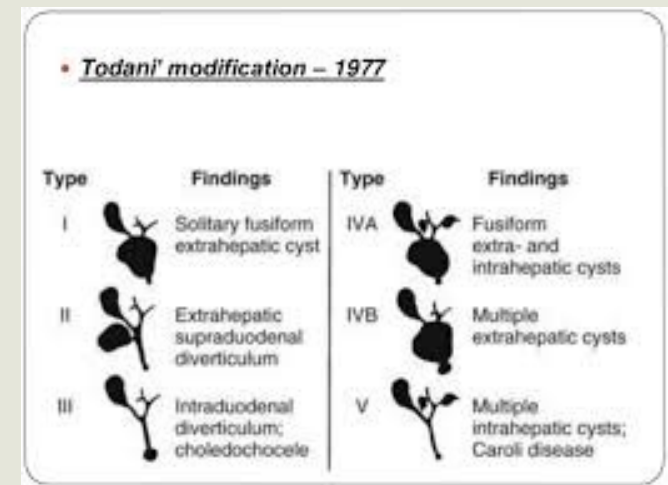 • Todani' modification – 1977
Type Findings
I
Solitary fusiform
extrahepatic cyst
II
Extrahepatic
supraduodenal
diverticulum
III
Intraduodenal
diverticulum;
choledochocele
Type Findings
IVA
Fusiform
extra- and
intrahepatic cysts
IVB
Multiple
extrahepatic cysts
V
Multiple
intrahepatic cysts;
Caroli disease